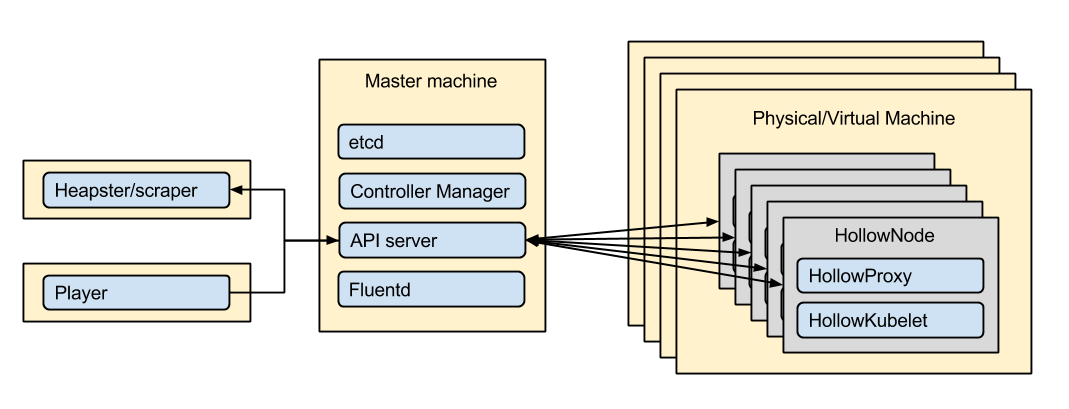 Master machine
etcd
Controller Manager
API server
Fluentd
Heapster/scraper
Player
Physical/Virtual Machine
HollowNode
HollowProxy
HollowKubelet